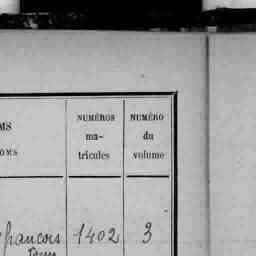 MS
OMS
NUMÉROS
ma-
tricules
NUMÉRO
du
volume
françois 1402 3